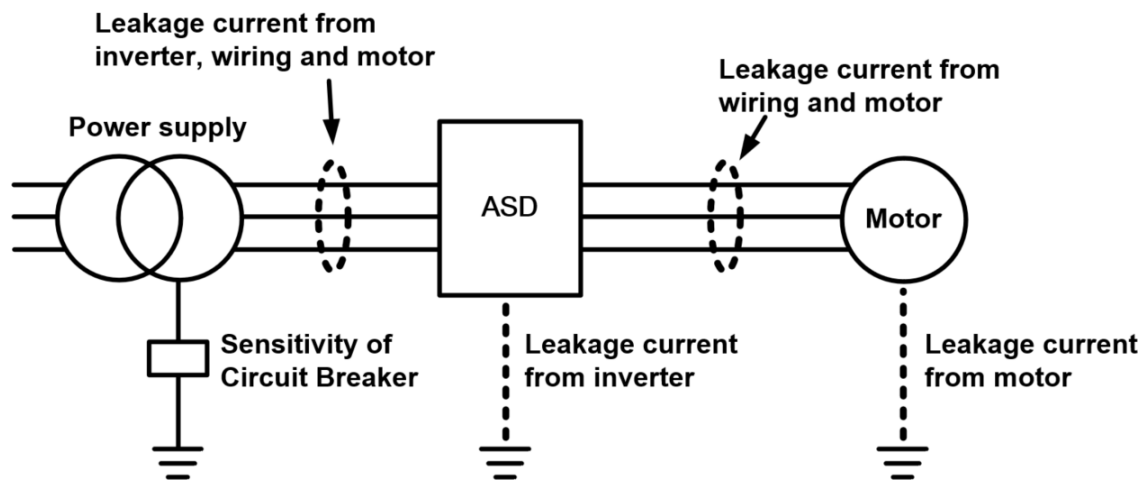 Leakage current from
inverter, wiring and motor
Leakage current from
wiring and motor
Power supply
ASD
Motor
Sensitivity of
Circuit Breaker
Leakage current
from inverter
Leakage current
from motor